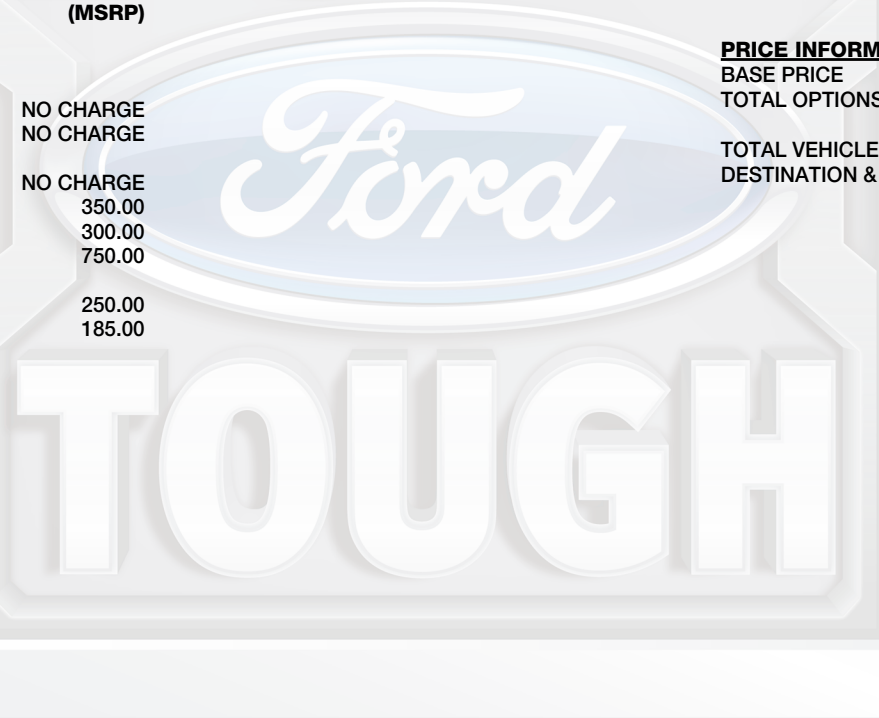 (MSRP)
NO CHARGE
NO CHARGE
NO CHARGE
350.00
300.00
750.00
250.00
185.00
PRICE INFORM
BASE PRICE
TOTAL OPTIONS
TOTAL VEHICLE
DESTINATION &
Ford
TOUGH